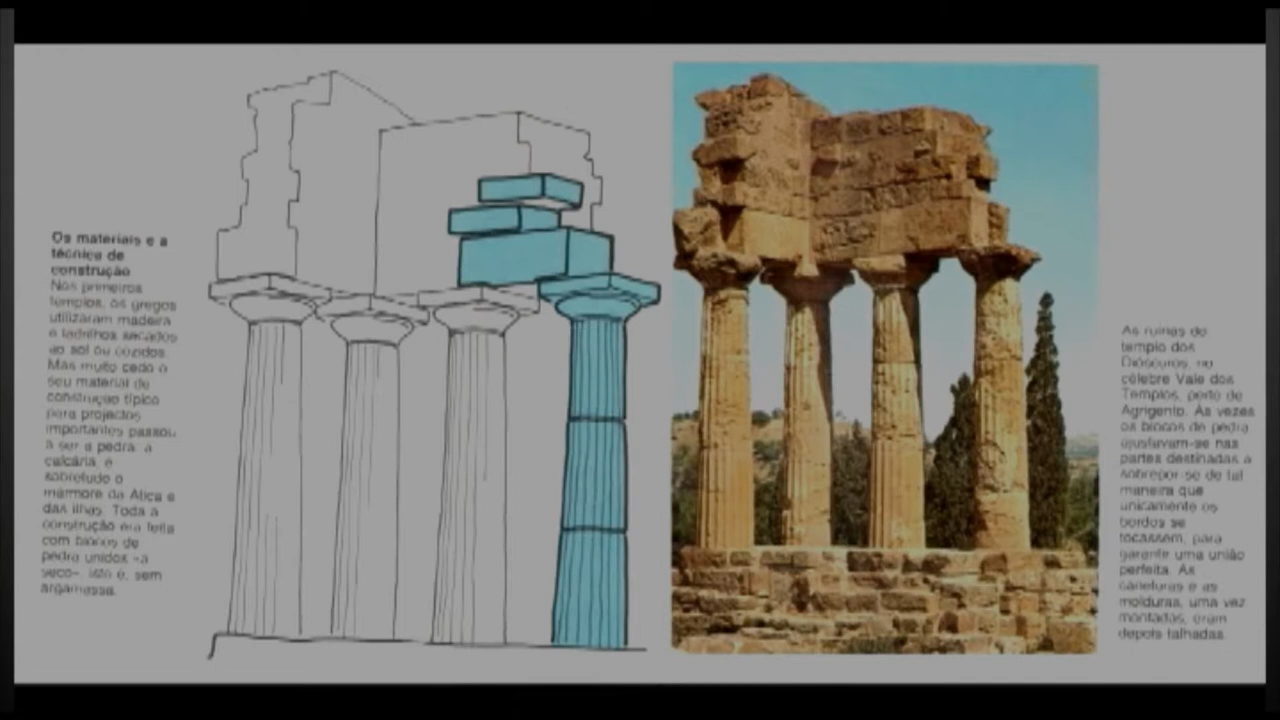 Os materiais e a
técnica de
construção
Nos primeiros
templos, os gregos
utilizaram madeira
e ladrilhos secados
ao sol ou cozidos.
Mas muito cedo o
seu material de
construção típico
para projectos
importantes passou
a ser a pedra: a
calcária, e
sobretudo o
mármore da Ática e
das ilhas. Toda a
construção era feita
com blocos de
pedra unidos «a
seco», isto é, sem
argamassa.
As ruínas do
templo dos
Dióscuros, no
célebre Vale dos
Templos, perto de
Agrigento. Às vezes
os blocos de pedra
ajustavam-se nas
partes destinadas a
sobrepor-se de tal
maneira que
unicamente os
bordos se
tocassem, para
garantir uma união
perfeita. As
caneluras e as
molduras, uma vez
montadas, eram
depois talhadas.